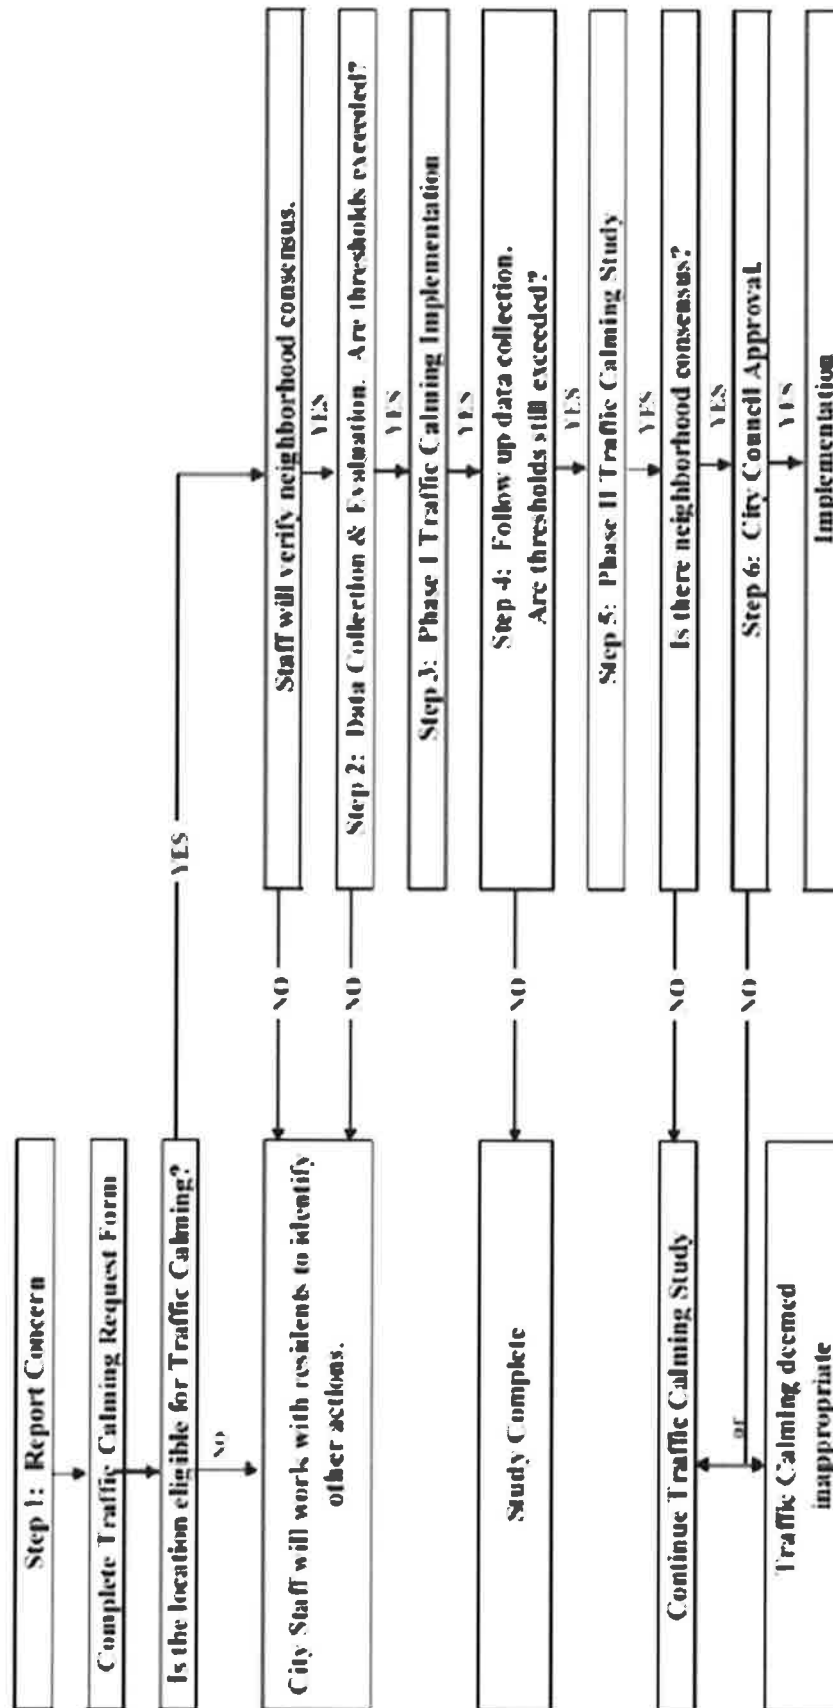 Step 1: Report Concern
Complete Traffic Calming Request Form
Is the location eligible for Traffic Calming?
NO
YES
City Staff will work with residents to identify
other actions.
Staff will verify neighborhood consensus.
NO
YES
Step 2: Data Collection & Evaluation. Are thresholds exceeded?
NO
YES
Step 3: Phase I Traffic Calming Implementation
YES
Step 4: Follow up data collection.
Are thresholds still exceeded?
NO
YES
Study Complete
Step 5: Phase II Traffic Calming Study
YES
Is there neighborhood consensus?
NO
YES
Continue Traffic Calming Study
Step 6: City Council Approval.
NO
YES
or
Traffic Calming deemed
inappropriate
Implementation